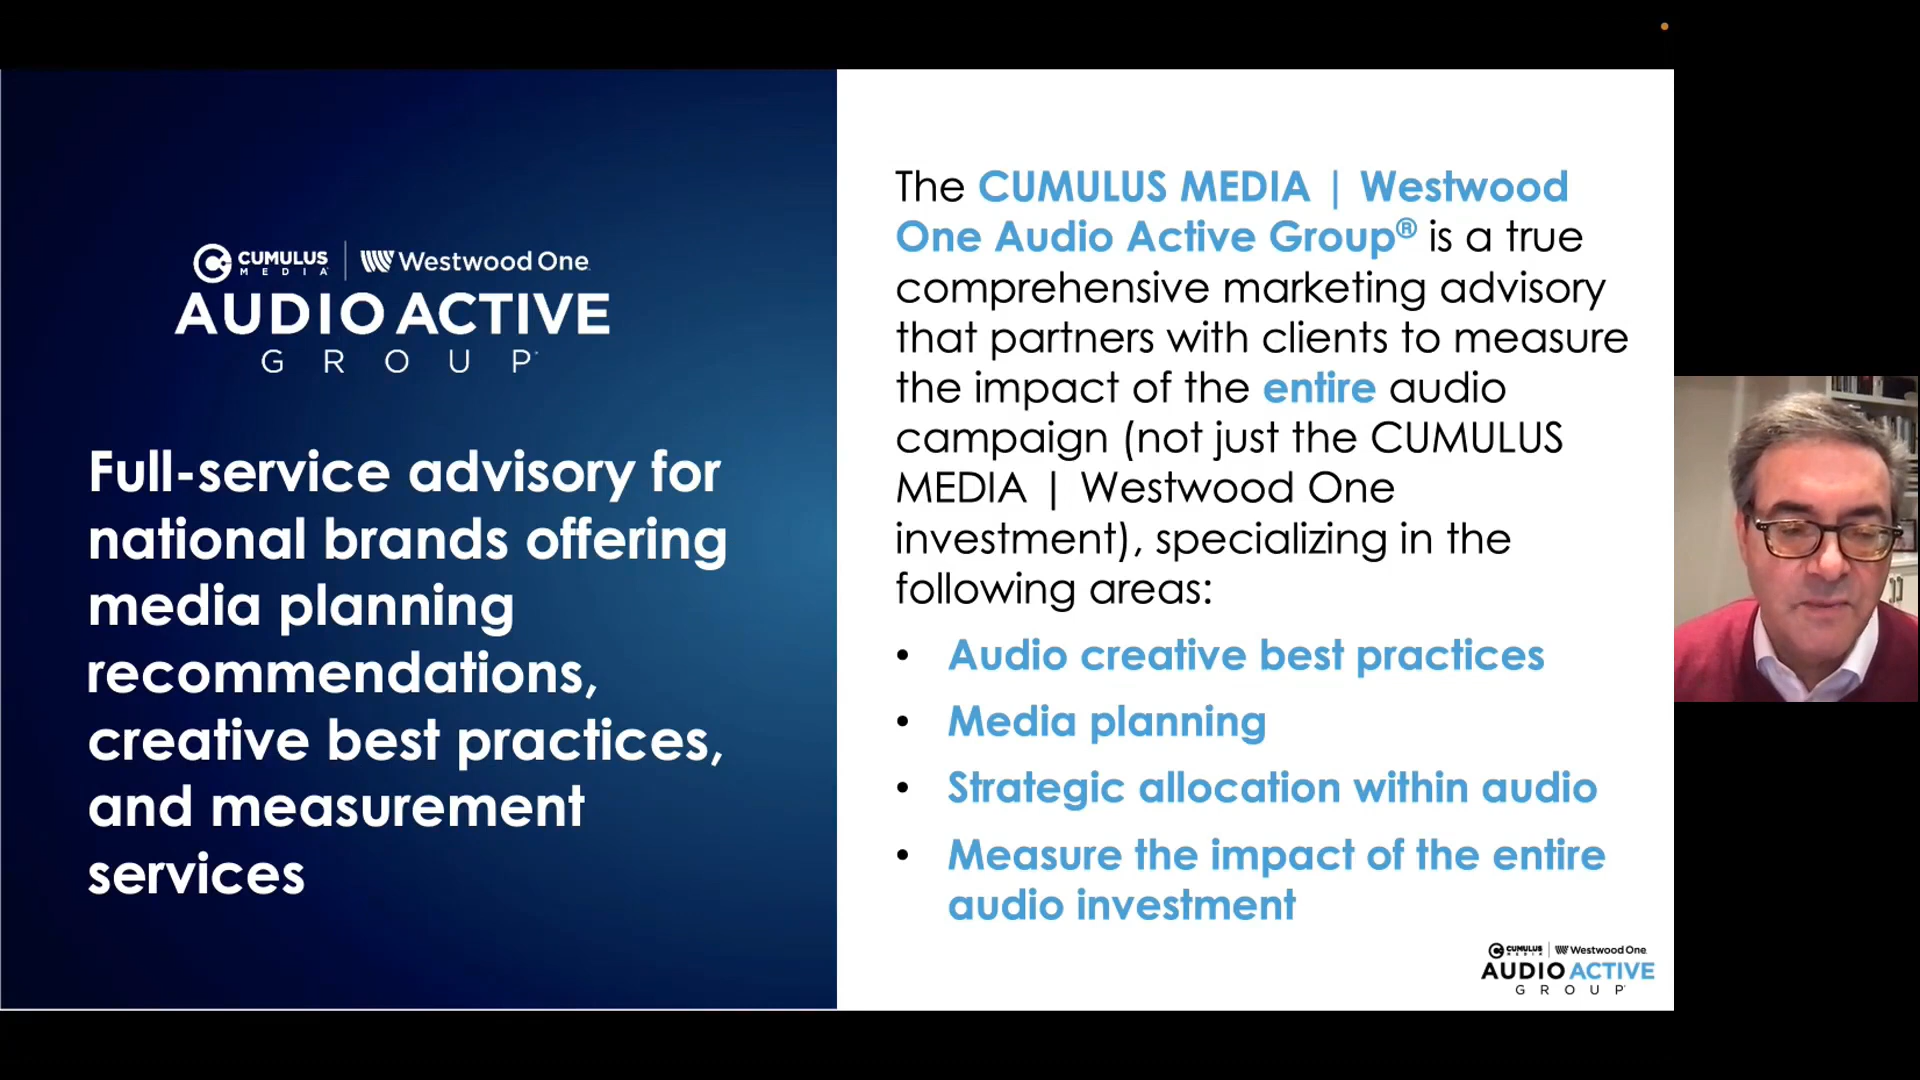 CUMULUS MEDIA | Westwood One
AUDIO ACTIVE
GROUP
Full-service advisory for
national brands offering
media planning
recommendations,
creative best practices,
and measurement
services
The CUMULUS MEDIA | Westwood
One Audio Active Group® is a true
comprehensive marketing advisory
that partners with clients to measure
the impact of the entire audio
campaign (not just the CUMULUS
MEDIA | Westwood One
investment), specializing in the
following areas:
• Audio creative best practices
• Media planning
• Strategic allocation within audio
• Measure the impact of the entire
audio investment
CUMULUS MEDIA | Westwood One
AUDIO ACTIVE
GROUP